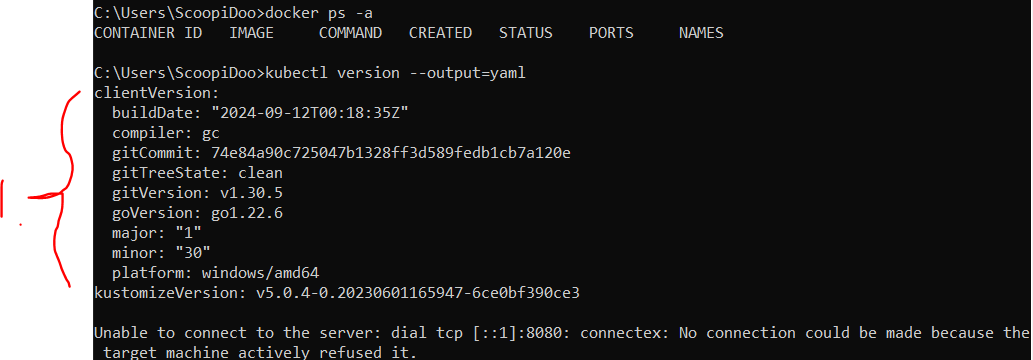 C:\Users\ScoopiDoo>docker ps -a
CONTAINER ID   IMAGE     COMMAND   CREATED   STATUS    PORTS     NAMES
C:\Users\ScoopiDoo>kubectl version --output=yaml
clientVersion:
  buildDate: "2024-09-12T00:18:35Z"
  compiler: gc
  gitCommit: 74e84a90c725047b1328ff3d589fedb1cb7a120e
  gitTreeState: clean
  gitVersion: v1.30.5
  goVersion: go1.22.6
1.
  major: "1"
  minor: "30"
  platform: windows/amd64
kustomizeVersion: v5.0.4-0.20230601165947-6ce0bf390ce3
Unable to connect to the server: dial tcp [::1]:8080: connectex: No connection could be made because the
 target machine actively refused it.